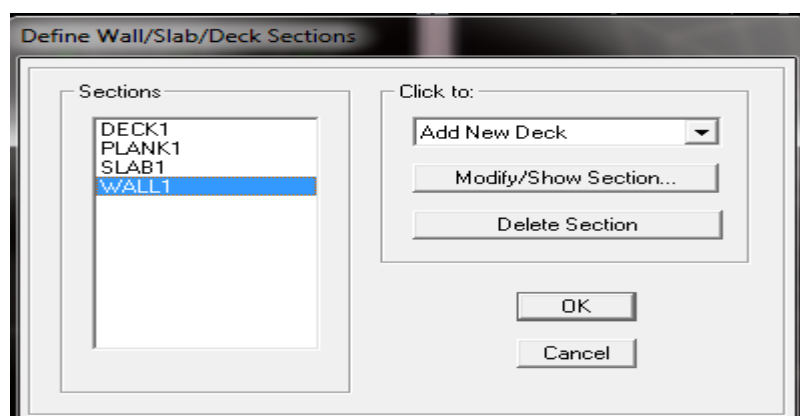 Define Wall/Slab/Deck Sections
Sections
DECK1
PLANK1
SLAB1
WALL1
Click to:
Add New Deck
Modify/Show Section...
Delete Section
OK
Cancel